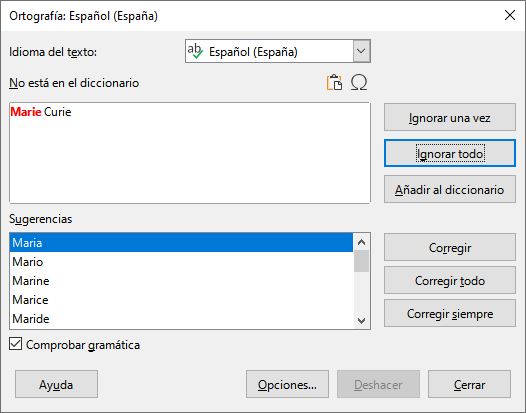 Ortografía: Español (España)
Idioma del texto:
Español (España)
No está en el diccionario
Marie Curie
Ignorar una vez
Ignorar todo
Añadir al diccionario
Sugerencias
Maria
Mario
Marine
Marice
Maride
Corregir
Corregir todo
Corregir siempre
Comprobar gramática
Ayuda
Opciones...
Deshacer
Cerrar